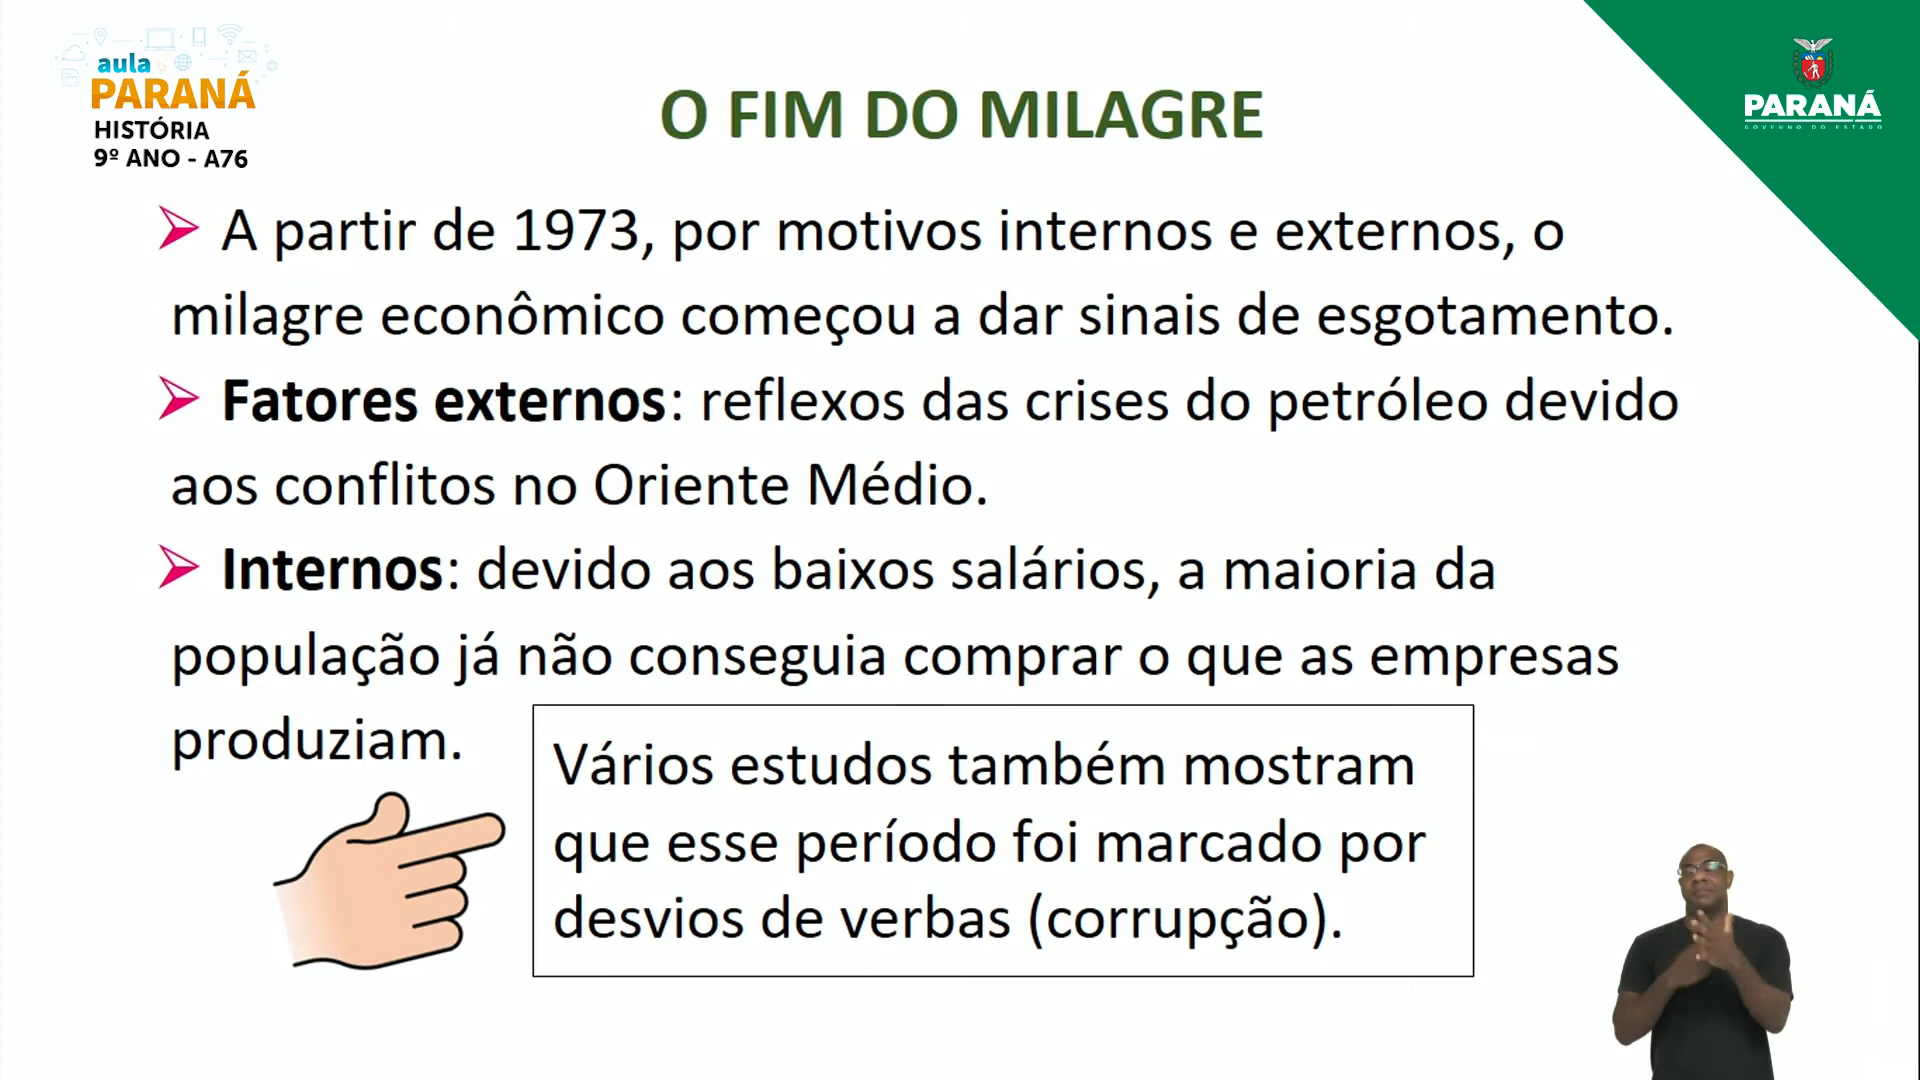 aula
PARANÁ
HISTÓRIA
9º ANO - A76
PARANÁ
GOVERNO DO ESTADO
O FIM DO MILAGRE
➢ A partir de 1973, por motivos internos e externos, o
milagre econômico começou a dar sinais de esgotamento.
➢ Fatores externos: reflexos das crises do petróleo devido
aos conflitos no Oriente Médio.
➢ Internos: devido aos baixos salários, a maioria da
população já não conseguia comprar o que as empresas
produziam.
Vários estudos também mostram
que esse período foi marcado por
desvios de verbas (corrupção).